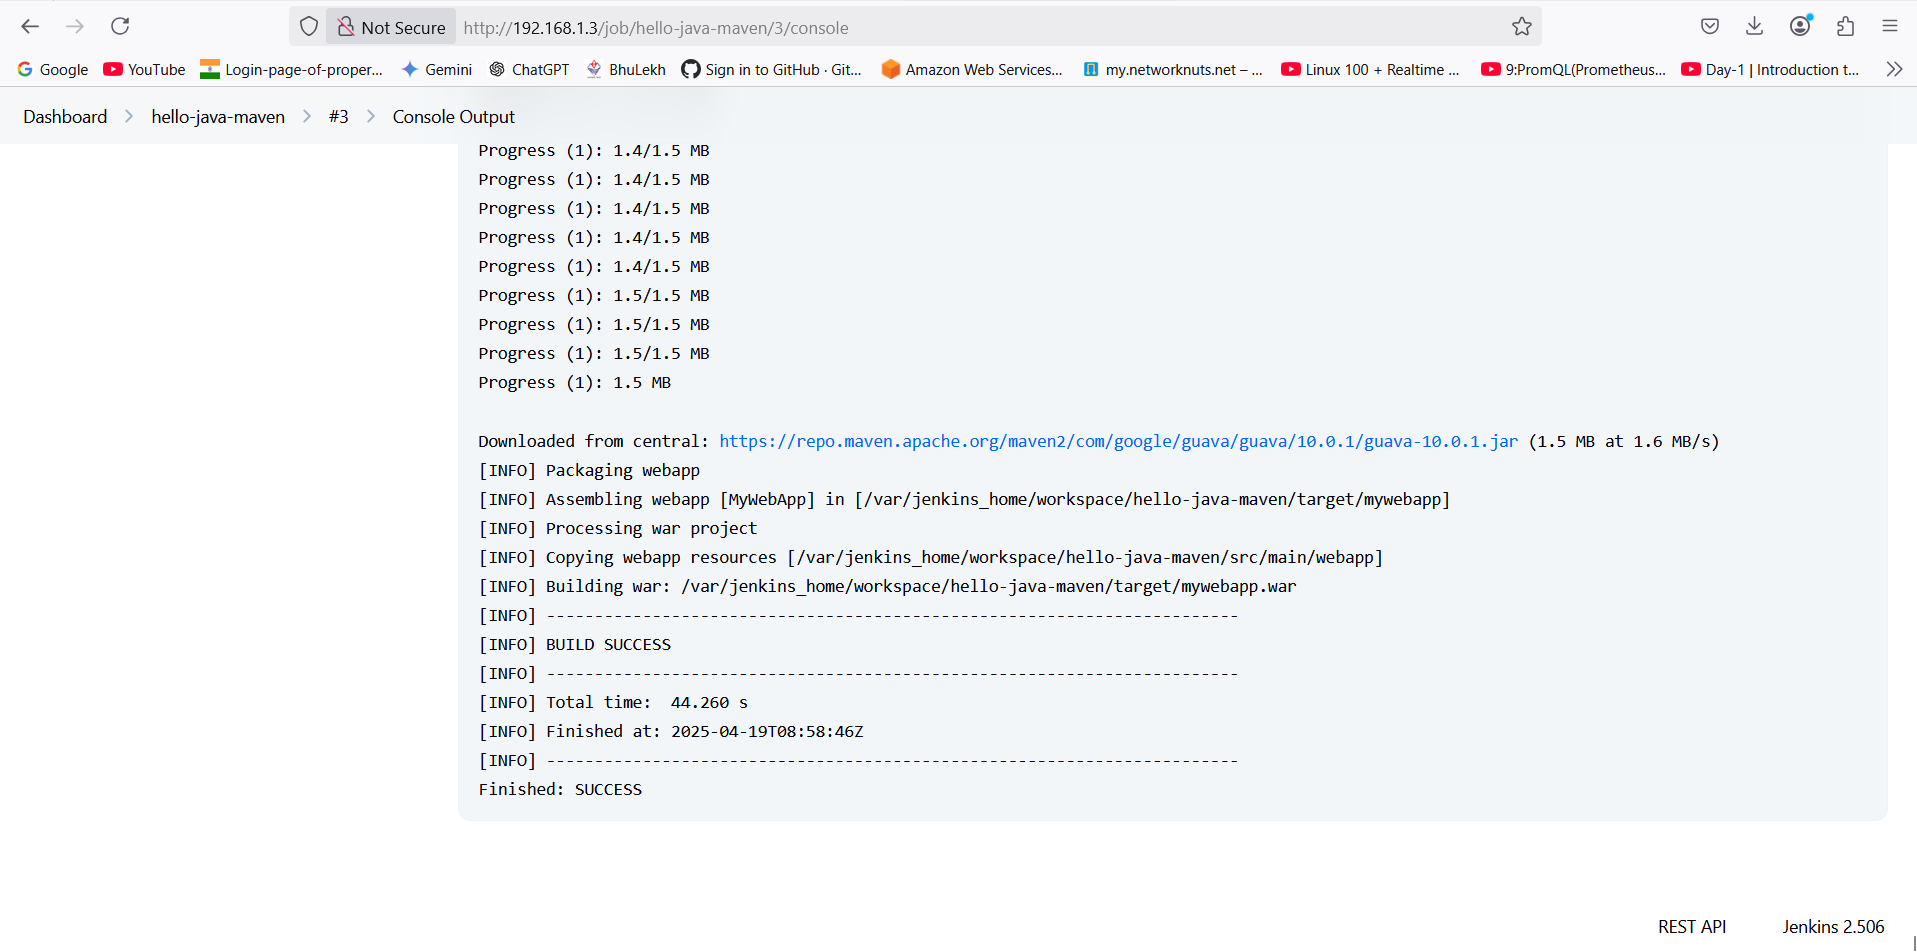 Not Secure http://192.168.1.3/job/hello-java-maven/3/console
Google YouTube Login-page-of-proper... Gemini ChatGPT BhuLekh Sign in to GitHub · Git... Amazon Web Services... my.networknuts.net – ... Linux 100 + Realtime ... 9:PromQL(Prometheus... Day-1 | Introduction t...
Dashboard hello-java-maven #3 Console Output
Progress (1): 1.4/1.5 MB
Progress (1): 1.4/1.5 MB
Progress (1): 1.4/1.5 MB
Progress (1): 1.4/1.5 MB
Progress (1): 1.4/1.5 MB
Progress (1): 1.5/1.5 MB
Progress (1): 1.5/1.5 MB
Progress (1): 1.5/1.5 MB
Progress (1): 1.5 MB
Downloaded from central: https://repo.maven.apache.org/maven2/com/google/guava/guava/10.0.1/guava-10.0.1.jar (1.5 MB at 1.6 MB/s)
[INFO] Packaging webapp
[INFO] Assembling webapp [MyWebApp] in [/var/jenkins_home/workspace/hello-java-maven/target/mywebapp]
[INFO] Processing war project
[INFO] Copying webapp resources [/var/jenkins_home/workspace/hello-java-maven/src/main/webapp]
[INFO] Building war: /var/jenkins_home/workspace/hello-java-maven/target/mywebapp.war
[INFO] ------------------------------------------------------------------------
[INFO] BUILD SUCCESS
[INFO] ------------------------------------------------------------------------
[INFO] Total time:  44.260 s
[INFO] Finished at: 2025-04-19T08:58:46Z
[INFO] ------------------------------------------------------------------------
Finished: SUCCESS
REST API Jenkins 2.506